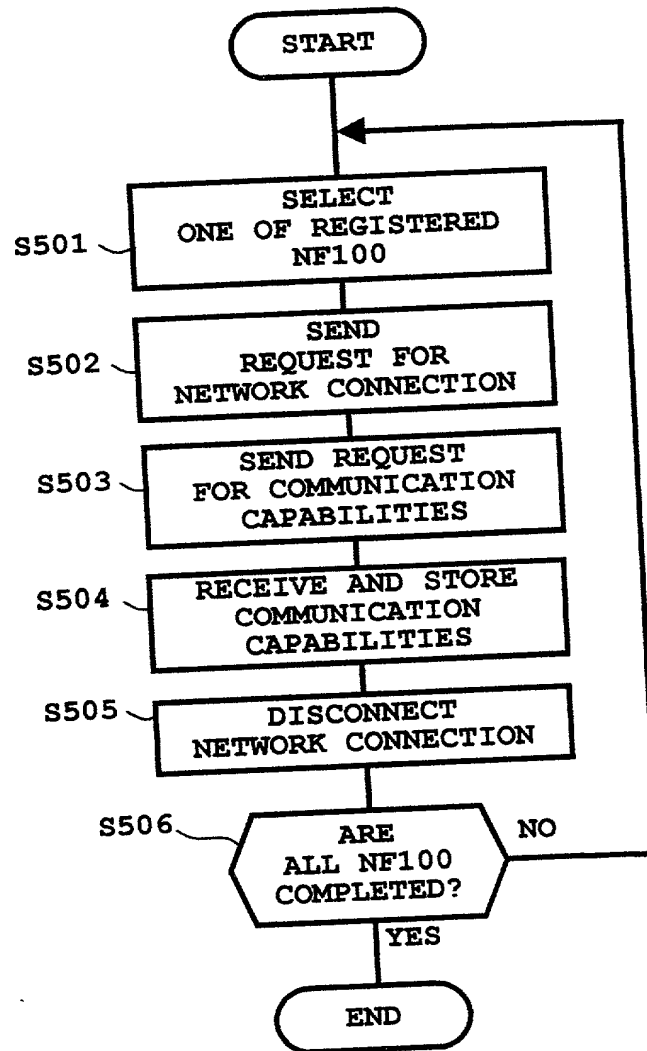 START
SELECT
ONE OF REGISTERED
NF100
S501
SEND
REQUEST FOR
NETWORK CONNECTION
S502
SEND REQUEST
FOR COMMUNICATION
CAPABILITIES
S503
RECEIVE AND STORE
COMMUNICATION
CAPABILITIES
S504
DISCONNECT
NETWORK CONNECTION
S505
ARE
ALL NF100
COMPLETED?
S506
NO
YES
END